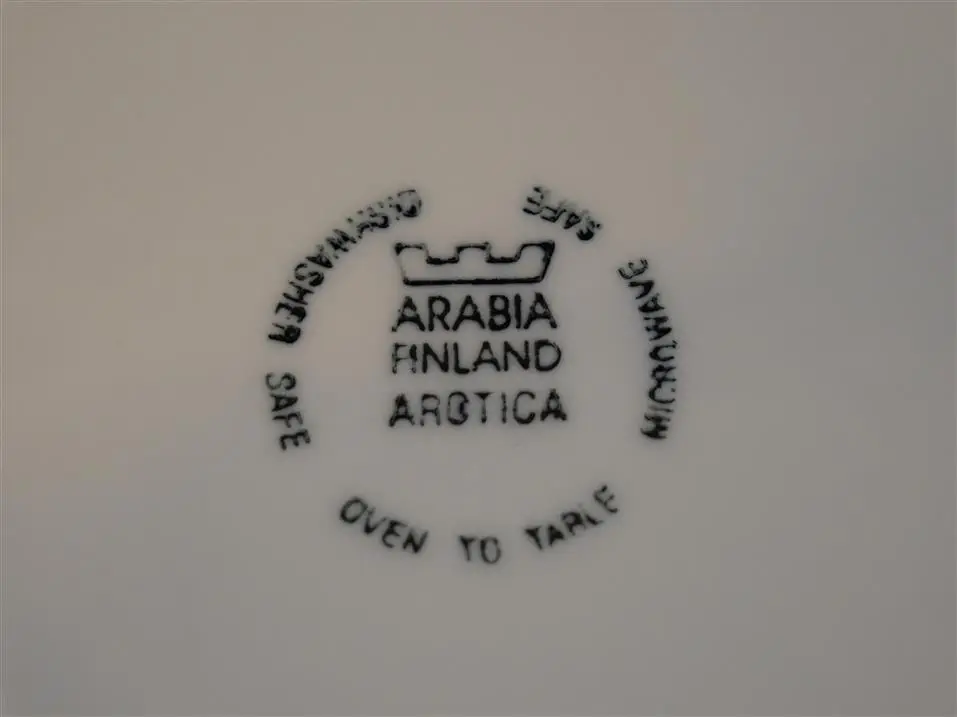 ARABIA
FINLAND
ARCTICA
DISHWASHER SAFE
OVEN TO TABLE
MICROWAVE SAFE